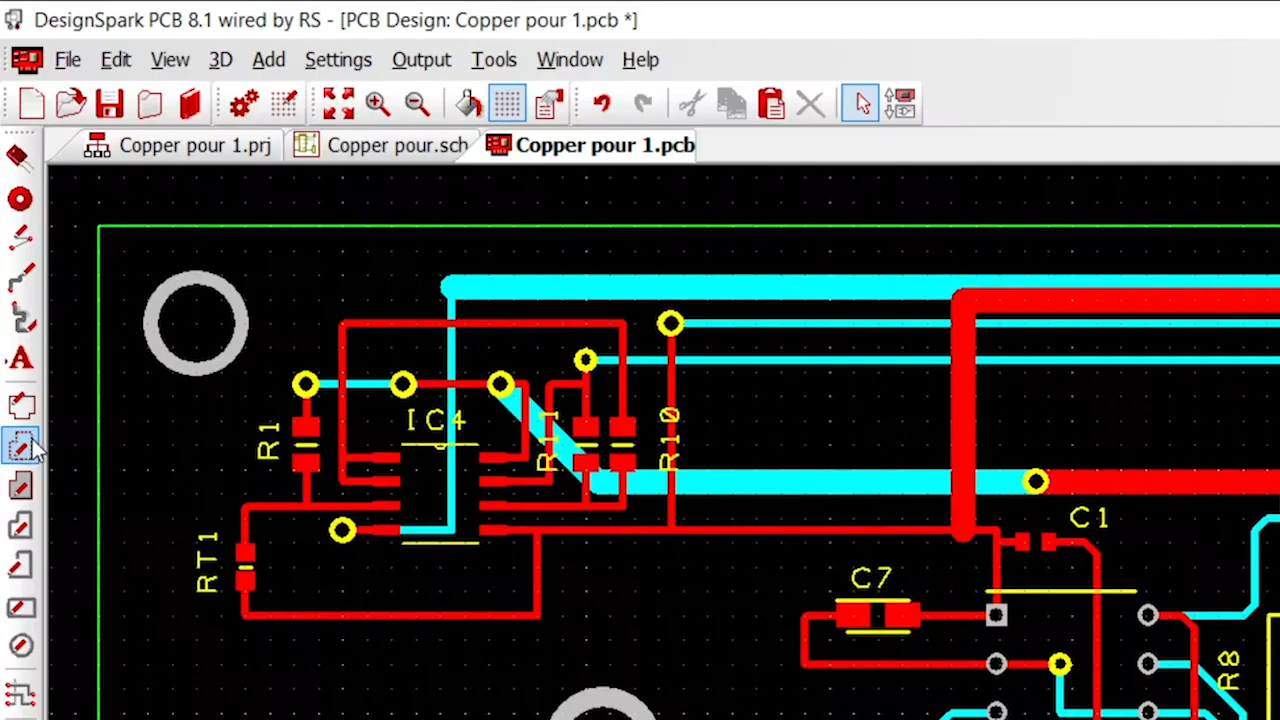 DesignSpark PCB 8.1 wired by RS - [PCB Design: Copper pour 1.pcb *]
File Edit View 3D Add Settings Output Tools Window Help
Copper pour 1.prj Copper pour.sch Copper pour 1.pcb
A
IC4
R1
R11
R10
RT1
C1
C7
R8